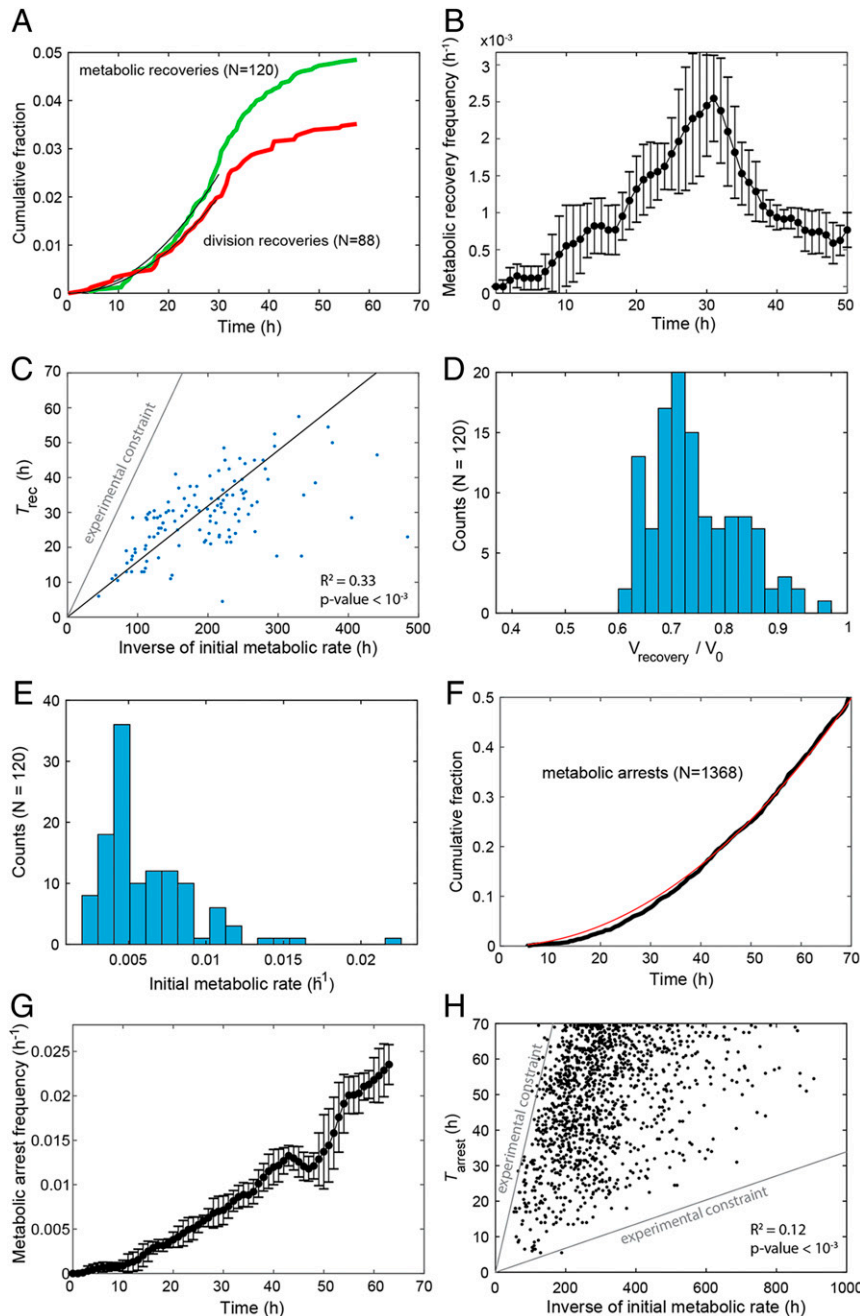 A
0.05
0.04
0.03
0.02
0.01
0
Cumulative fraction
metabolic recoveries (N=120)
division recoveries (N=88)
0 10 20 30 40 50 60 70
Time (h)
B
x10-3
3
2.5
2
1.5
1
0.5
0
Metabolic recovery frequency (h-1)
0 10 20 30 40 50
Time (h)
C
70
60
50
40
30
20
10
0
Trec (h)
experimental constraint
R² = 0.33
p-value < 10-3
0 100 200 300 400 500
Inverse of initial metabolic rate (h)
D
20
15
10
5
0
Counts (N = 120)
0.4 0.5 0.6 0.7 0.8 0.9 1
Vrecovery / V0
E
40
30
20
10
0
Counts (N = 120)
0.005 0.01 0.015 0.02
Initial metabolic rate (h-1)
F
0.5
0.4
0.3
0.2
0.1
0
Cumulative fraction
metabolic arrests (N=1368)
0 10 20 30 40 50 60 70
Time (h)
G
0.025
0.02
0.015
0.01
0.005
0
Metabolic arrest frequency (h-1)
0 10 20 30 40 50 60 70
Time (h)
H
70
60
50
40
30
20
10
0
Tarrest (h)
experimental constraint
experimental constraint
R² = 0.12
p-value < 10-3
0 200 400 600 800 1000
Inverse of initial metabolic rate (h)